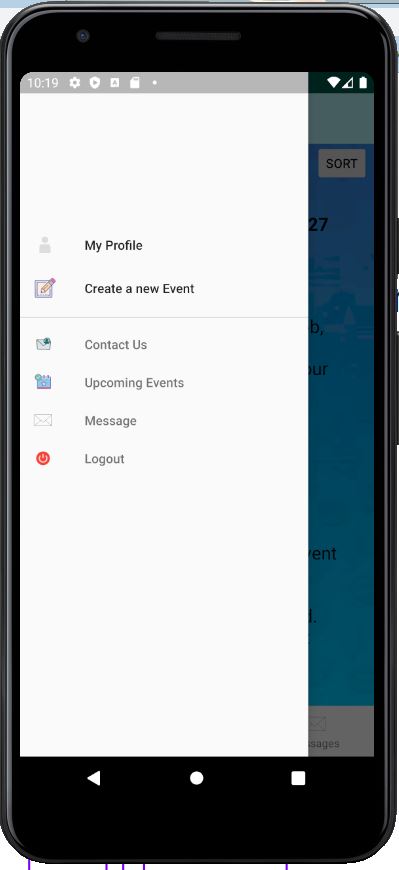 10:19
SORT
27
My Profile
Create a new Event
b,
Contact Us
our
Upcoming Events
Message
Logout
vent
d.
ssages